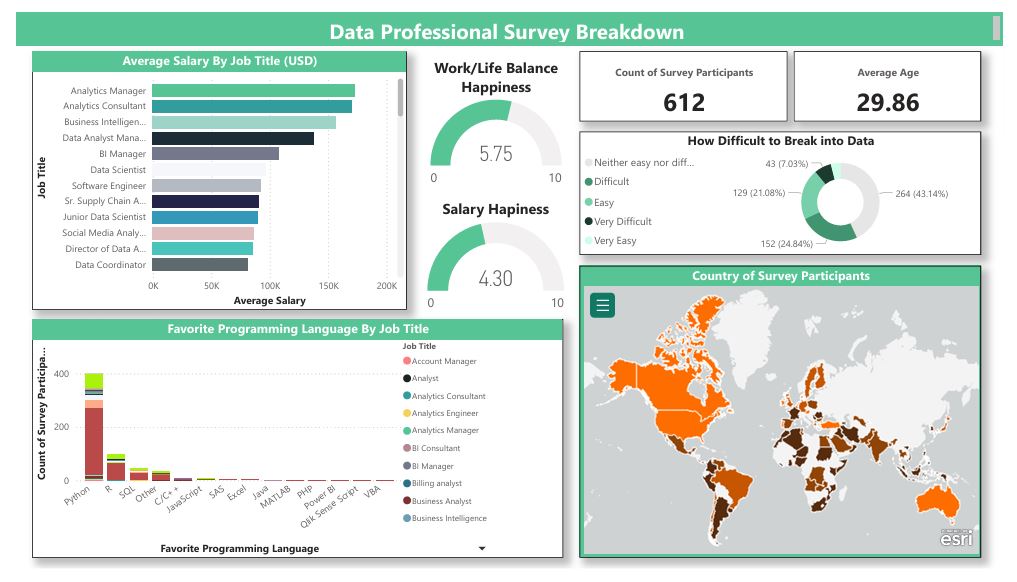 Data Professional Survey Breakdown
Average Salary By Job Title (USD)
Job Title
Analytics Manager
Analytics Consultant
Business Intelligen...
Data Analyst Mana...
BI Manager
Data Scientist
Software Engineer
Sr. Supply Chain A...
Junior Data Scientist
Social Media Analy...
Director of Data A...
Data Coordinator
0K 50K 100K 150K 200K
Average Salary
Work/Life Balance
Happiness
5.75
0 10
Salary Hapiness
4.30
0 10
Count of Survey Participants
612
Average Age
29.86
How Difficult to Break into Data
Neither easy nor diff...
Difficult
Easy
Very Difficult
Very Easy
43 (7.03%)
129 (21.08%)
264 (43.14%)
152 (24.84%)
Favorite Programming Language By Job Title
Count of Survey Participa...
400
200
0
Python R SQL Other C/C++ JavaScript SAS Excel Java MATLAB PHP Power BI Qlik Sense Script VBA
Favorite Programming Language
Job Title
Account Manager
Analyst
Analytics Consultant
Analytics Engineer
Analytics Manager
BI Consultant
BI Manager
Billing analyst
Business Analyst
Business Intelligence
Country of Survey Participants
esri